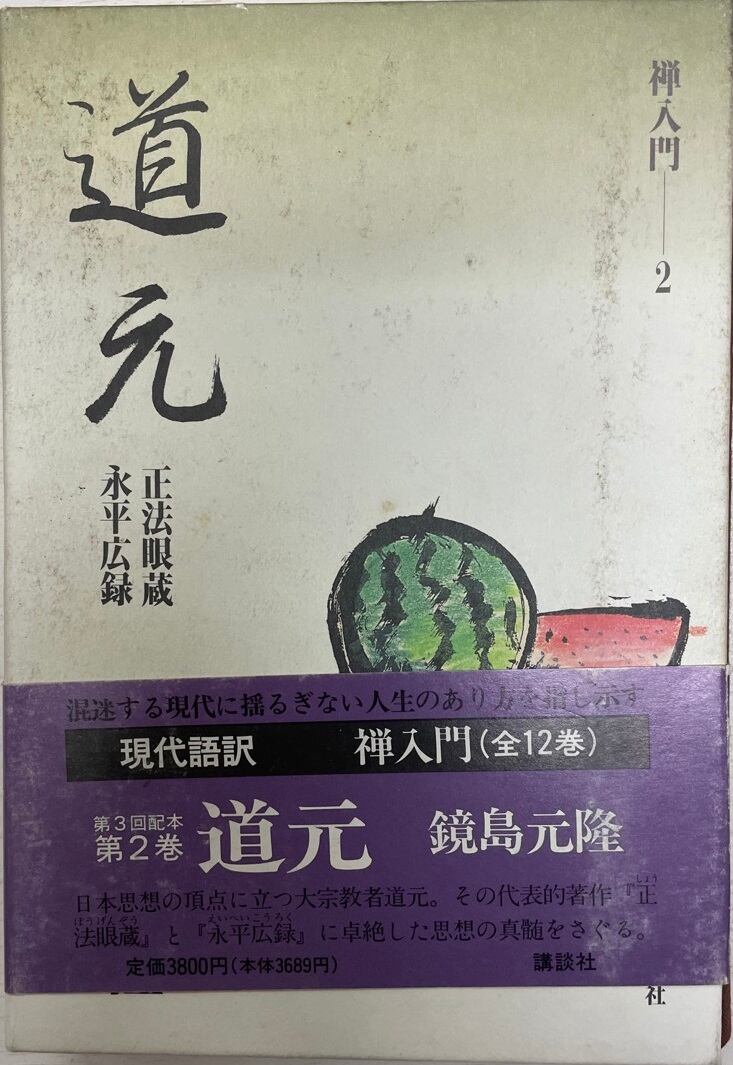 禅入門――2
道元
正法眼蔵
永平広録
混迷する現代に揺るぎない人生のあり方を指し示す
現代語訳 禅入門(全12巻)
第3回配本
第2巻 道元 鏡島元隆
日本思想の頂点に立つ大宗教者道元。その代表的著作『正
しょう
法眼蔵』と『永平広録』に卓絶した思想の真髄をさぐる。
ぼうげんぞう えいへいこうろく
定価3800円(本体3689円) 講談社
社